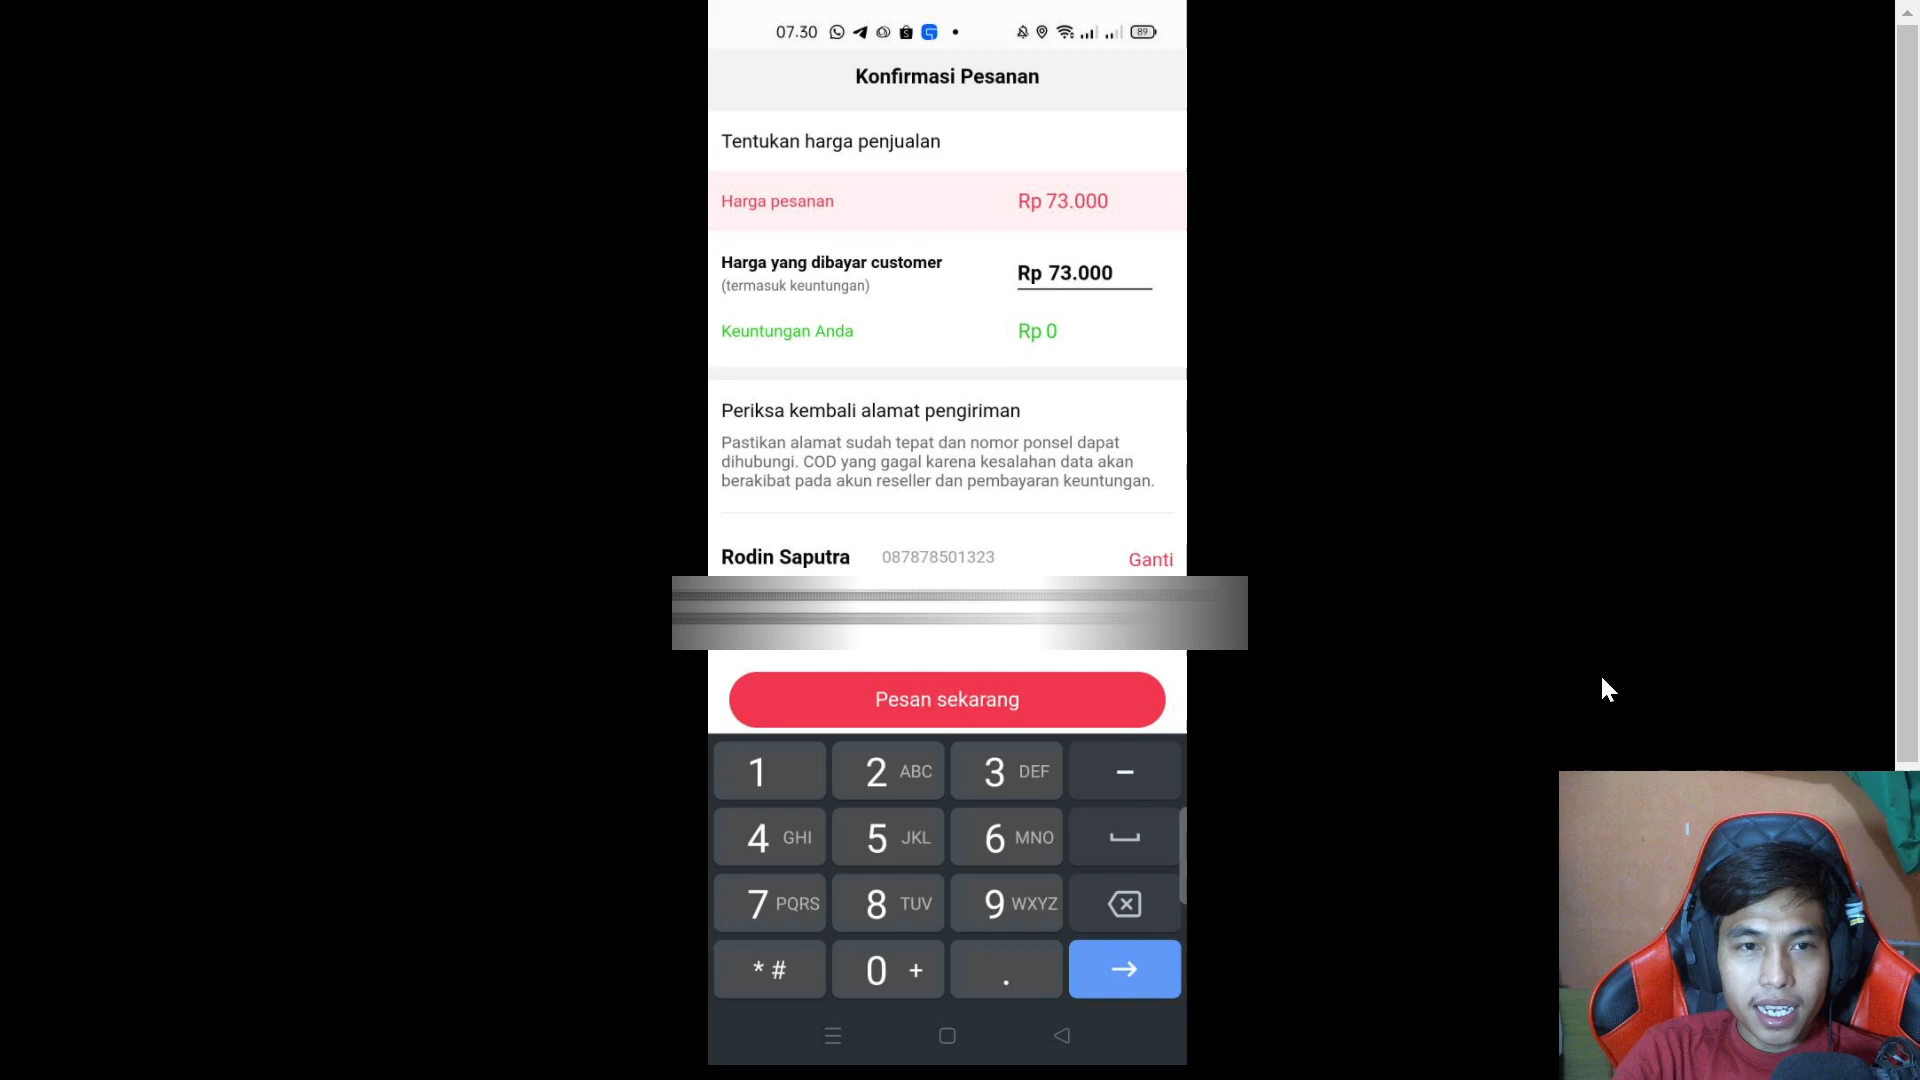 07.30
89
Konfirmasi Pesanan
Tentukan harga penjualan
Harga pesanan Rp 73.000
Harga yang dibayar customer Rp 73.000
(termasuk keuntungan)
Keuntungan Anda Rp 0
Periksa kembali alamat pengiriman
Pastikan alamat sudah tepat dan nomor ponsel dapat
dihubungi. COD yang gagal karena kesalahan data akan
berakibat pada akun reseller dan pembayaran keuntungan.
Rodin Saputra 087878501323 Ganti
Pesan sekarang
1 2 ABC 3 DEF -
4 GHI 5 JKL 6 MNO
7 PQRS 8 TUV 9 WXYZ
* # 0 + .